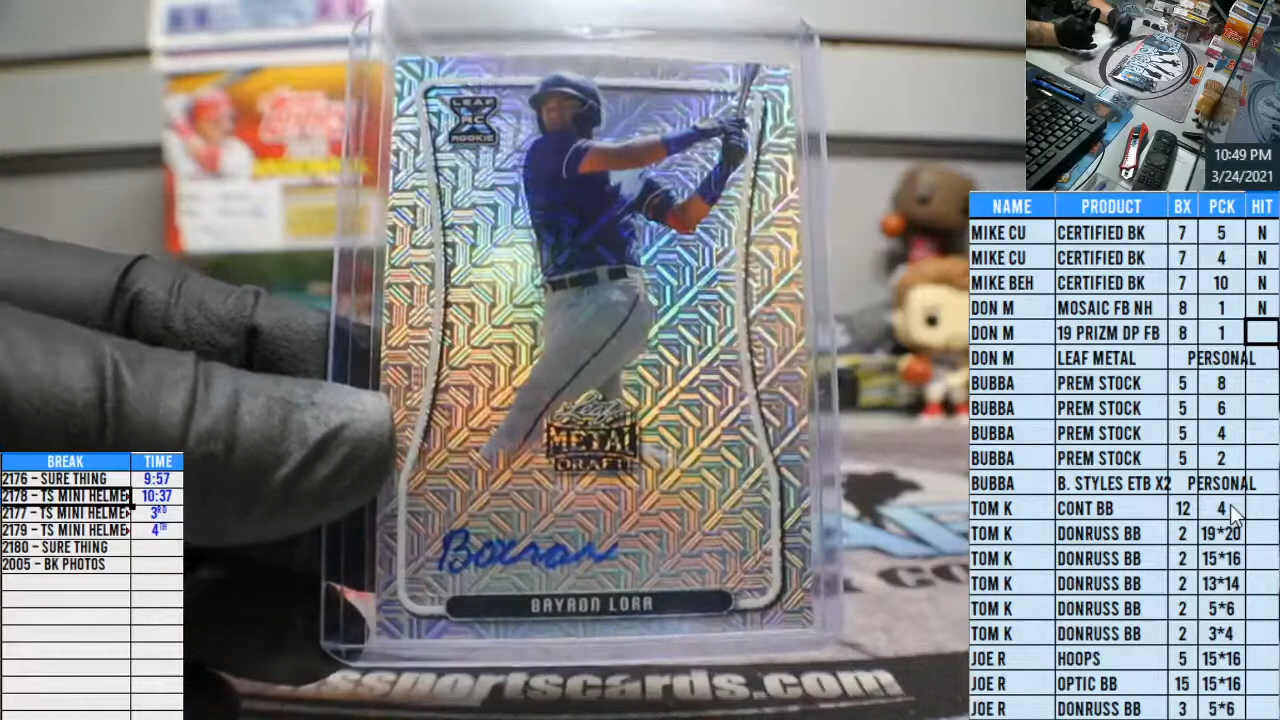 Topps
LEAF
RC
ROOKIE
Leaf
METAL
DRAFT
Bayron
BAYRON LORA
ssportscards.com
10:49 PM
3/24/2021
NAME PRODUCT BX PCK HIT
MIKE CU CERTIFIED BK 7 5 N
MIKE CU CERTIFIED BK 7 4 N
MIKE BEH CERTIFIED BK 7 10 N
DON M MOSAIC FB NH 8 1 N
DON M 19 PRIZM DP FB 8 1
DON M LEAF METAL PERSONAL
BUBBA PREM STOCK 5 8
BUBBA PREM STOCK 5 6
BUBBA PREM STOCK 5 4
BUBBA PREM STOCK 5 2
BUBBA B. STYLES ETB X2 PERSONAL
TOM K CONT BB 12 4
TOM K DONRUSS BB 2 19*20
TOM K DONRUSS BB 2 15*16
TOM K DONRUSS BB 2 13*14
TOM K DONRUSS BB 2 5*6
TOM K DONRUSS BB 2 3*4
JOE R HOOPS 5 15*16
JOE R OPTIC BB 15 15*16
JOE R DONRUSS BB 3 5*6
BREAK TIME
2176 – SURE THING 9:57
2178 – TS MINI HELME 10:37
2177 – TS MINI HELME 3RD
2179 – TS MINI HELME 4TH
2180 – SURE THING
2005 – BK PHOTOS